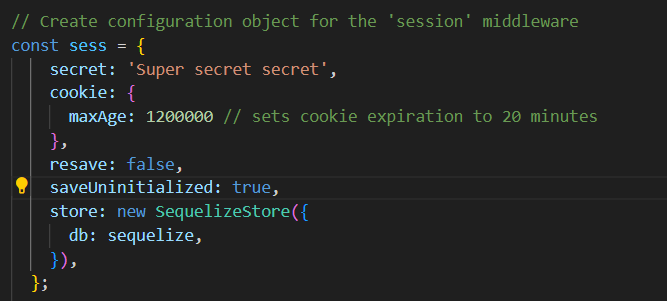 // Create configuration object for the 'session' middleware
const sess = {
    secret: 'Super secret secret',
    cookie: {
      maxAge: 1200000 // sets cookie expiration to 20 minutes
    },
    resave: false,
    saveUninitialized: true,
    store: new SequelizeStore({
      db: sequelize,
    }),
  };